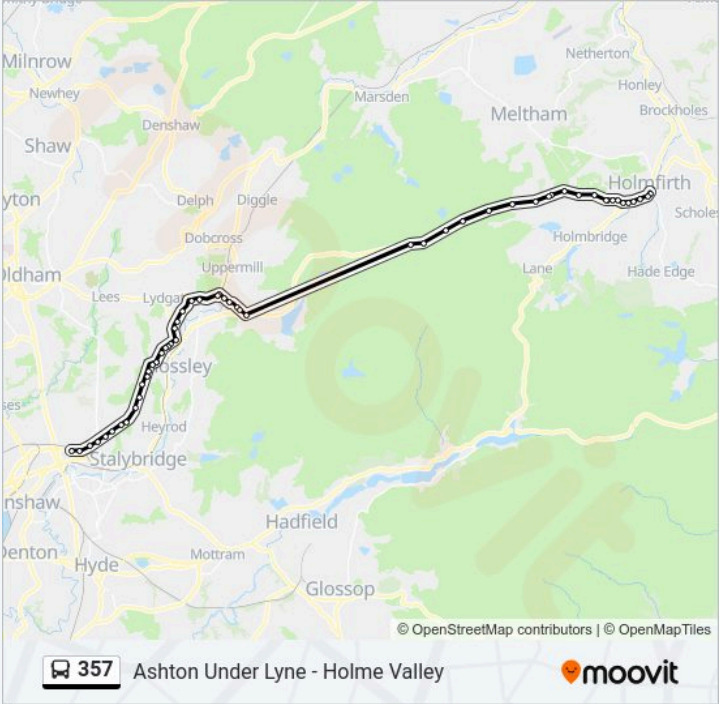 Milnrow
Netherton
Newhey
Marsden
Honley
Meltham
Brockholes
Denshaw
Shaw
Holmfirth
yton
Delph
Diggle
Scholes
Dobcross
Holmbridge
Uppermill
Lane
Hade Edge
Oldham
Lees
Lydga
ossley
Heyrod
Stalybridge
nshaw
Hadfield
Denton
Hyde
Mottram
Glossop
© OpenStreetMap contributors | © OpenMapTiles
357 Ashton Under Lyne - Holme Valley
moovit